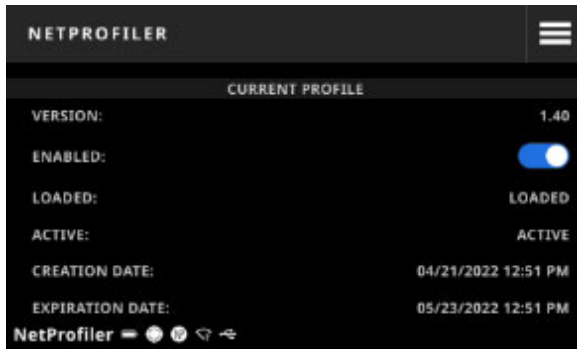 NETPROFILER
CURRENT PROFILE
VERSION: 1.40
ENABLED:
LOADED: LOADED
ACTIVE: ACTIVE
CREATION DATE: 04/21/2022 12:51 PM
EXPIRATION DATE: 05/23/2022 12:51 PM
NetProfiler